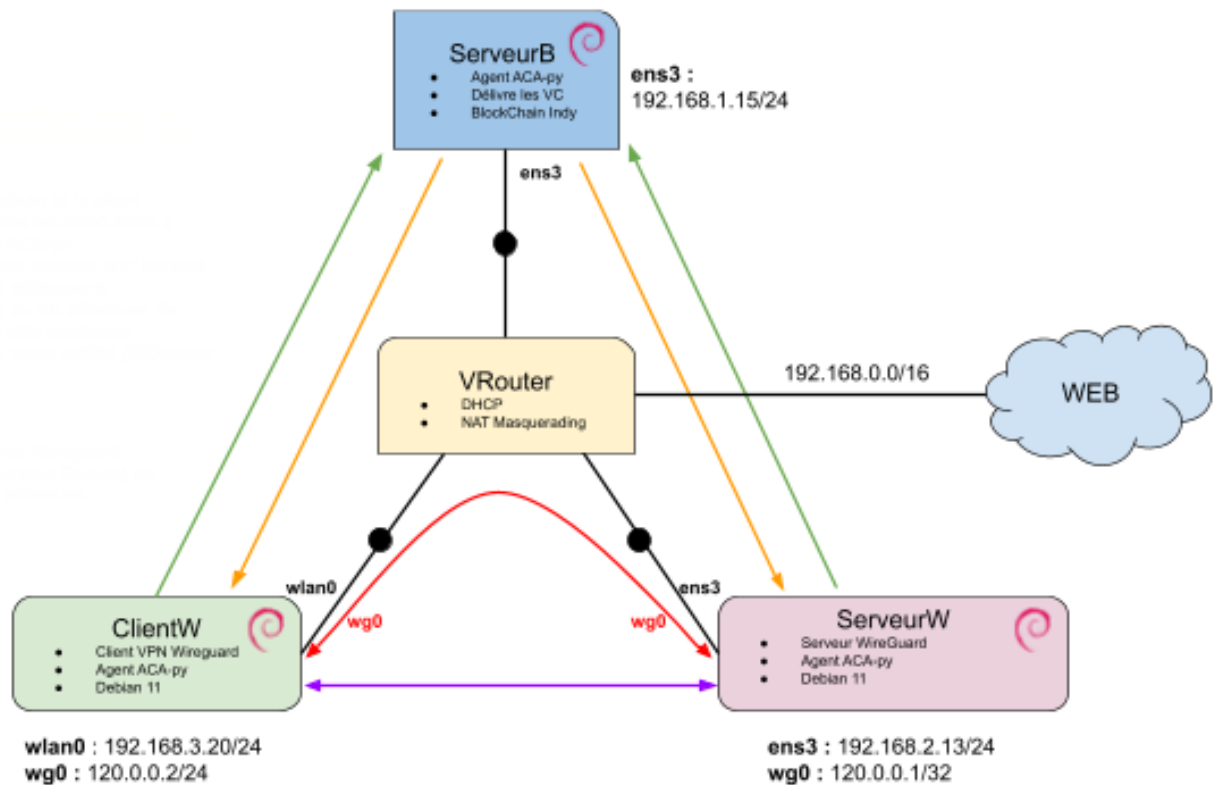 ServeurB
● Agent ACA-py
● Délivre les VC
● BlockChain Indy
ens3 :
192.168.1.15/24
ens3
VRouter
● DHCP
● NAT Masquerading
192.168.0.0/16
WEB
wlan0
wg0
ens3
wg0
ClientW
● Client VPN Wireguard
● Agent ACA-py
● Debian 11
ServeurW
● Serveur WireGuard
● Agent ACA-py
● Debian 11
wlan0 : 192.168.3.20/24
wg0 : 120.0.0.2/24
ens3 : 192.168.2.13/24
wg0 : 120.0.0.1/32